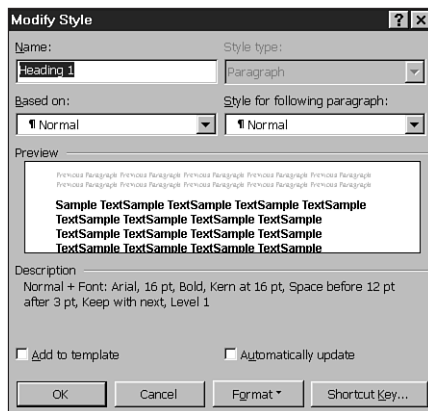 Modify Style
Name: Style type:
Heading 1 Paragraph
Based on: Style for following paragraph:
¶ Normal ¶ Normal
Preview
Previous Paragraph Previous Paragraph Previous Paragraph Previous Paragraph Previous Paragraph
Previous Paragraph Previous Paragraph Previous Paragraph Previous Paragraph Previous Paragraph
Sample TextSample TextSample TextSample TextSample
TextSample TextSample TextSample TextSample
TextSample TextSample TextSample TextSample
TextSample TextSample TextSample TextSample
Description
Normal + Font: Arial, 16 pt, Bold, Kern at 16 pt, Space before 12 pt
after 3 pt, Keep with next, Level 1
Add to template Automatically update
OK Cancel Format Shortcut Key...